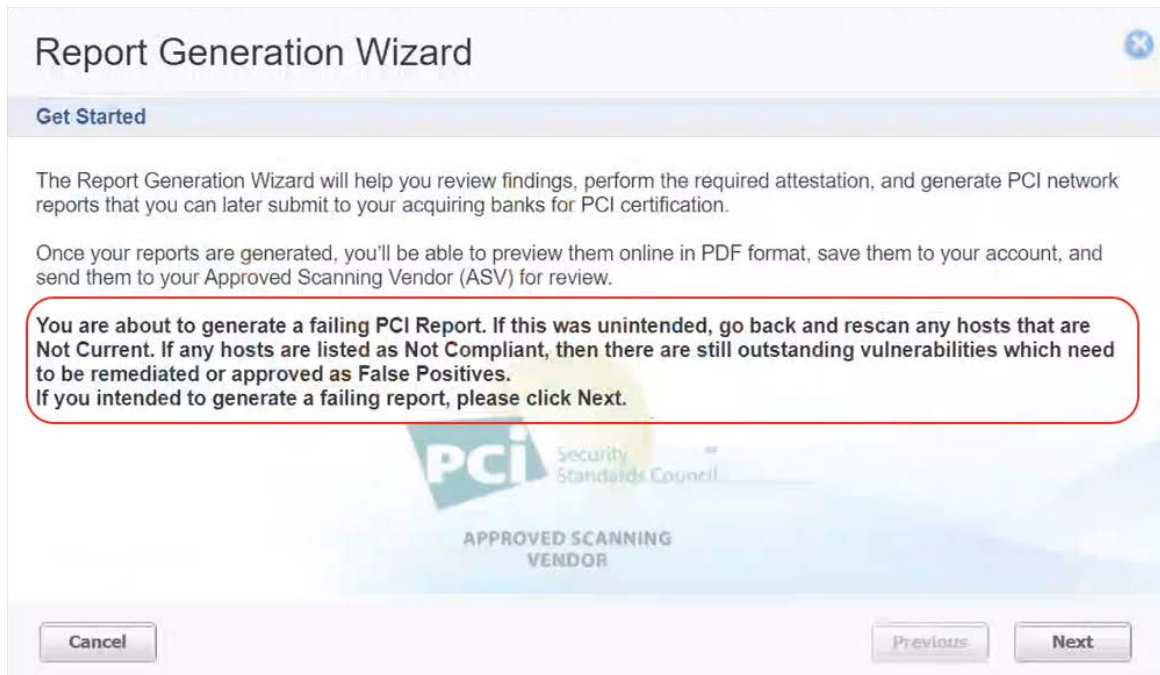 Report Generation Wizard
Get Started
The Report Generation Wizard will help you review findings, perform the required attestation, and generate PCI network
reports that you can later submit to your acquiring banks for PCI certification.
Once your reports are generated, you'll be able to preview them online in PDF format, save them to your account, and
send them to your Approved Scanning Vendor (ASV) for review.
You are about to generate a failing PCI Report. If this was unintended, go back and rescan any hosts that are
Not Current. If any hosts are listed as Not Compliant, then there are still outstanding vulnerabilities which need
to be remediated or approved as False Positives.
If you intended to generate a failing report, please click Next.
PCI
Security
Standards Council
APPROVED SCANNING
VENDOR
Cancel
Previous
Next